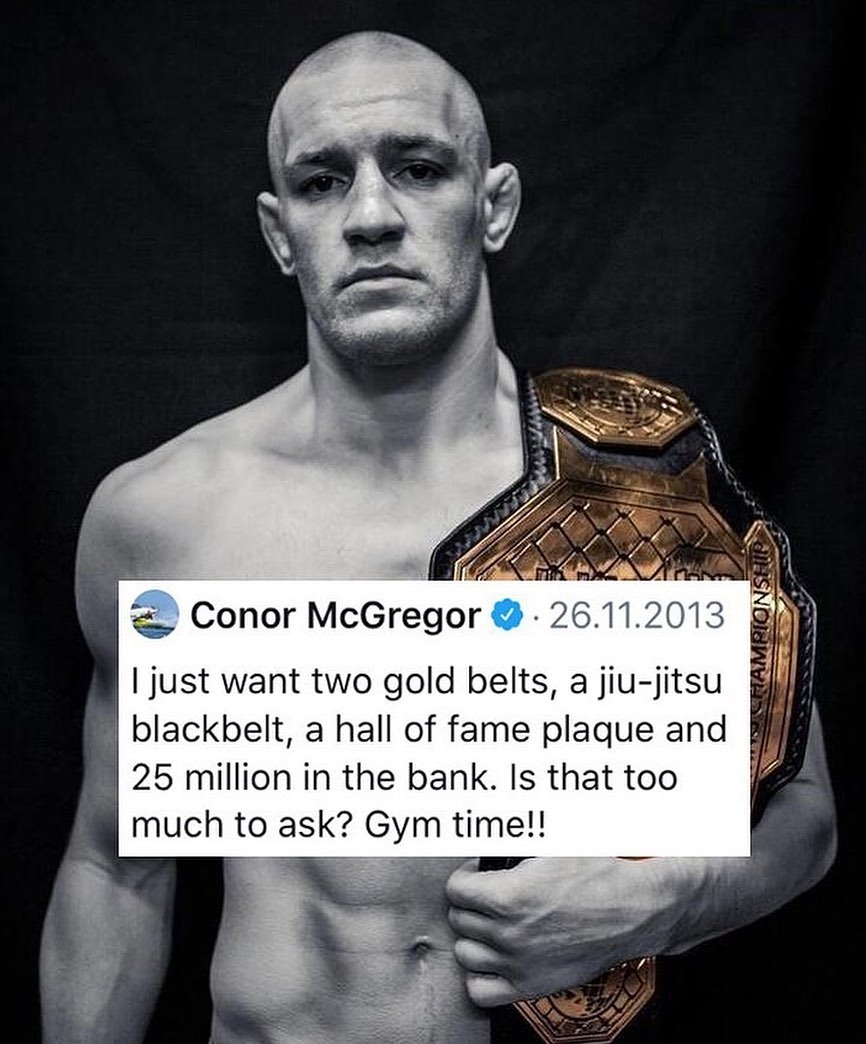 Conor McGregor · 26.11.2013
I just want two gold belts, a jiu-jitsu
blackbelt, a hall of fame plaque and
25 million in the bank. Is that too
much to ask? Gym time!!
CHAMPIONSHIP